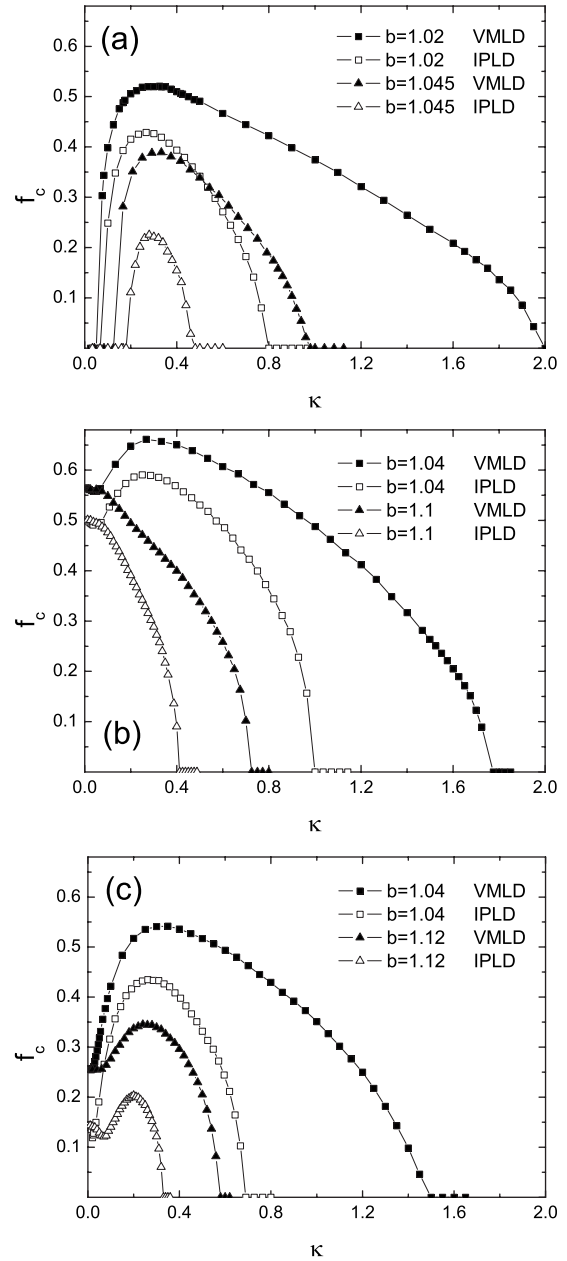 (a)
b=1.02 VMLD
b=1.02 IPLD
b=1.045 VMLD
b=1.045 IPLD
0.6
0.5
0.4
0.3
0.2
0.1
f_c
0.0 0.4 0.8 1.2 1.6 2.0
κ
b=1.04 VMLD
b=1.04 IPLD
b=1.1 VMLD
b=1.1 IPLD
0.6
0.5
0.4
0.3
0.2
0.1
f_c
(b)
0.0 0.4 0.8 1.2 1.6 2.0
κ
(c)
b=1.04 VMLD
b=1.04 IPLD
b=1.12 VMLD
b=1.12 IPLD
0.6
0.5
0.4
0.3
0.2
0.1
f_c
0.0 0.4 0.8 1.2 1.6 2.0
κ